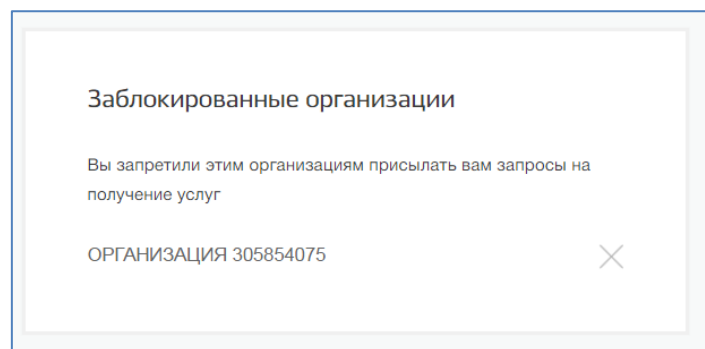 Заблокированные организации
Вы запретили этим организациям присылать вам запросы на
получение услуг
ОРГАНИЗАЦИЯ 305854075